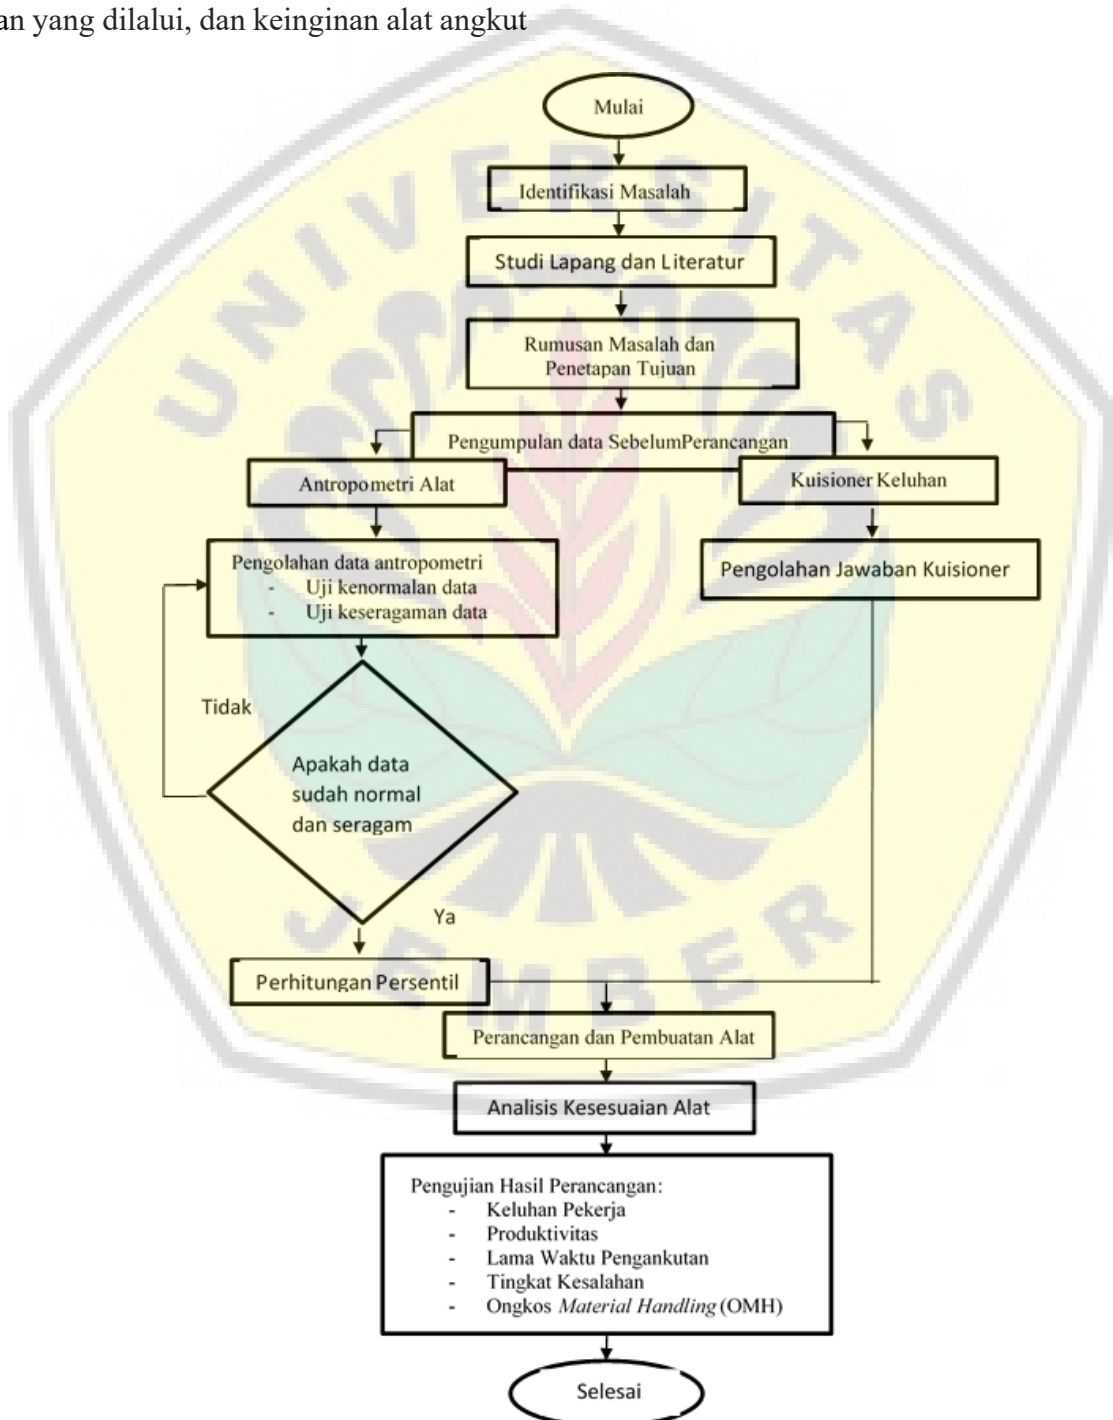 an yang dilalui, dan keinginan alat angkut
Mulai
Identifikasi Masalah
Studi Lapang dan Literatur
Rumusan Masalah dan
Penetapan Tujuan
Pengumpulan data SebelumPerancangan
Antropometri Alat
Kuisioner Keluhan
Pengolahan data antropometri
- Uji kenormalan data
- Uji keseragaman data
Pengolahan Jawaban Kuisioner
Tidak
Apakah data
sudah normal
dan seragam
Ya
Perhitungan Persentil
Perancangan dan Pembuatan Alat
Analisis Kesesuaian Alat
Pengujian Hasil Perancangan:
- Keluhan Pekerja
- Produktivitas
- Lama Waktu Pengankutan
- Tingkat Kesalahan
- Ongkos Material Handling (OMH)
Selesai
UNIVERSITAS
JEMBER